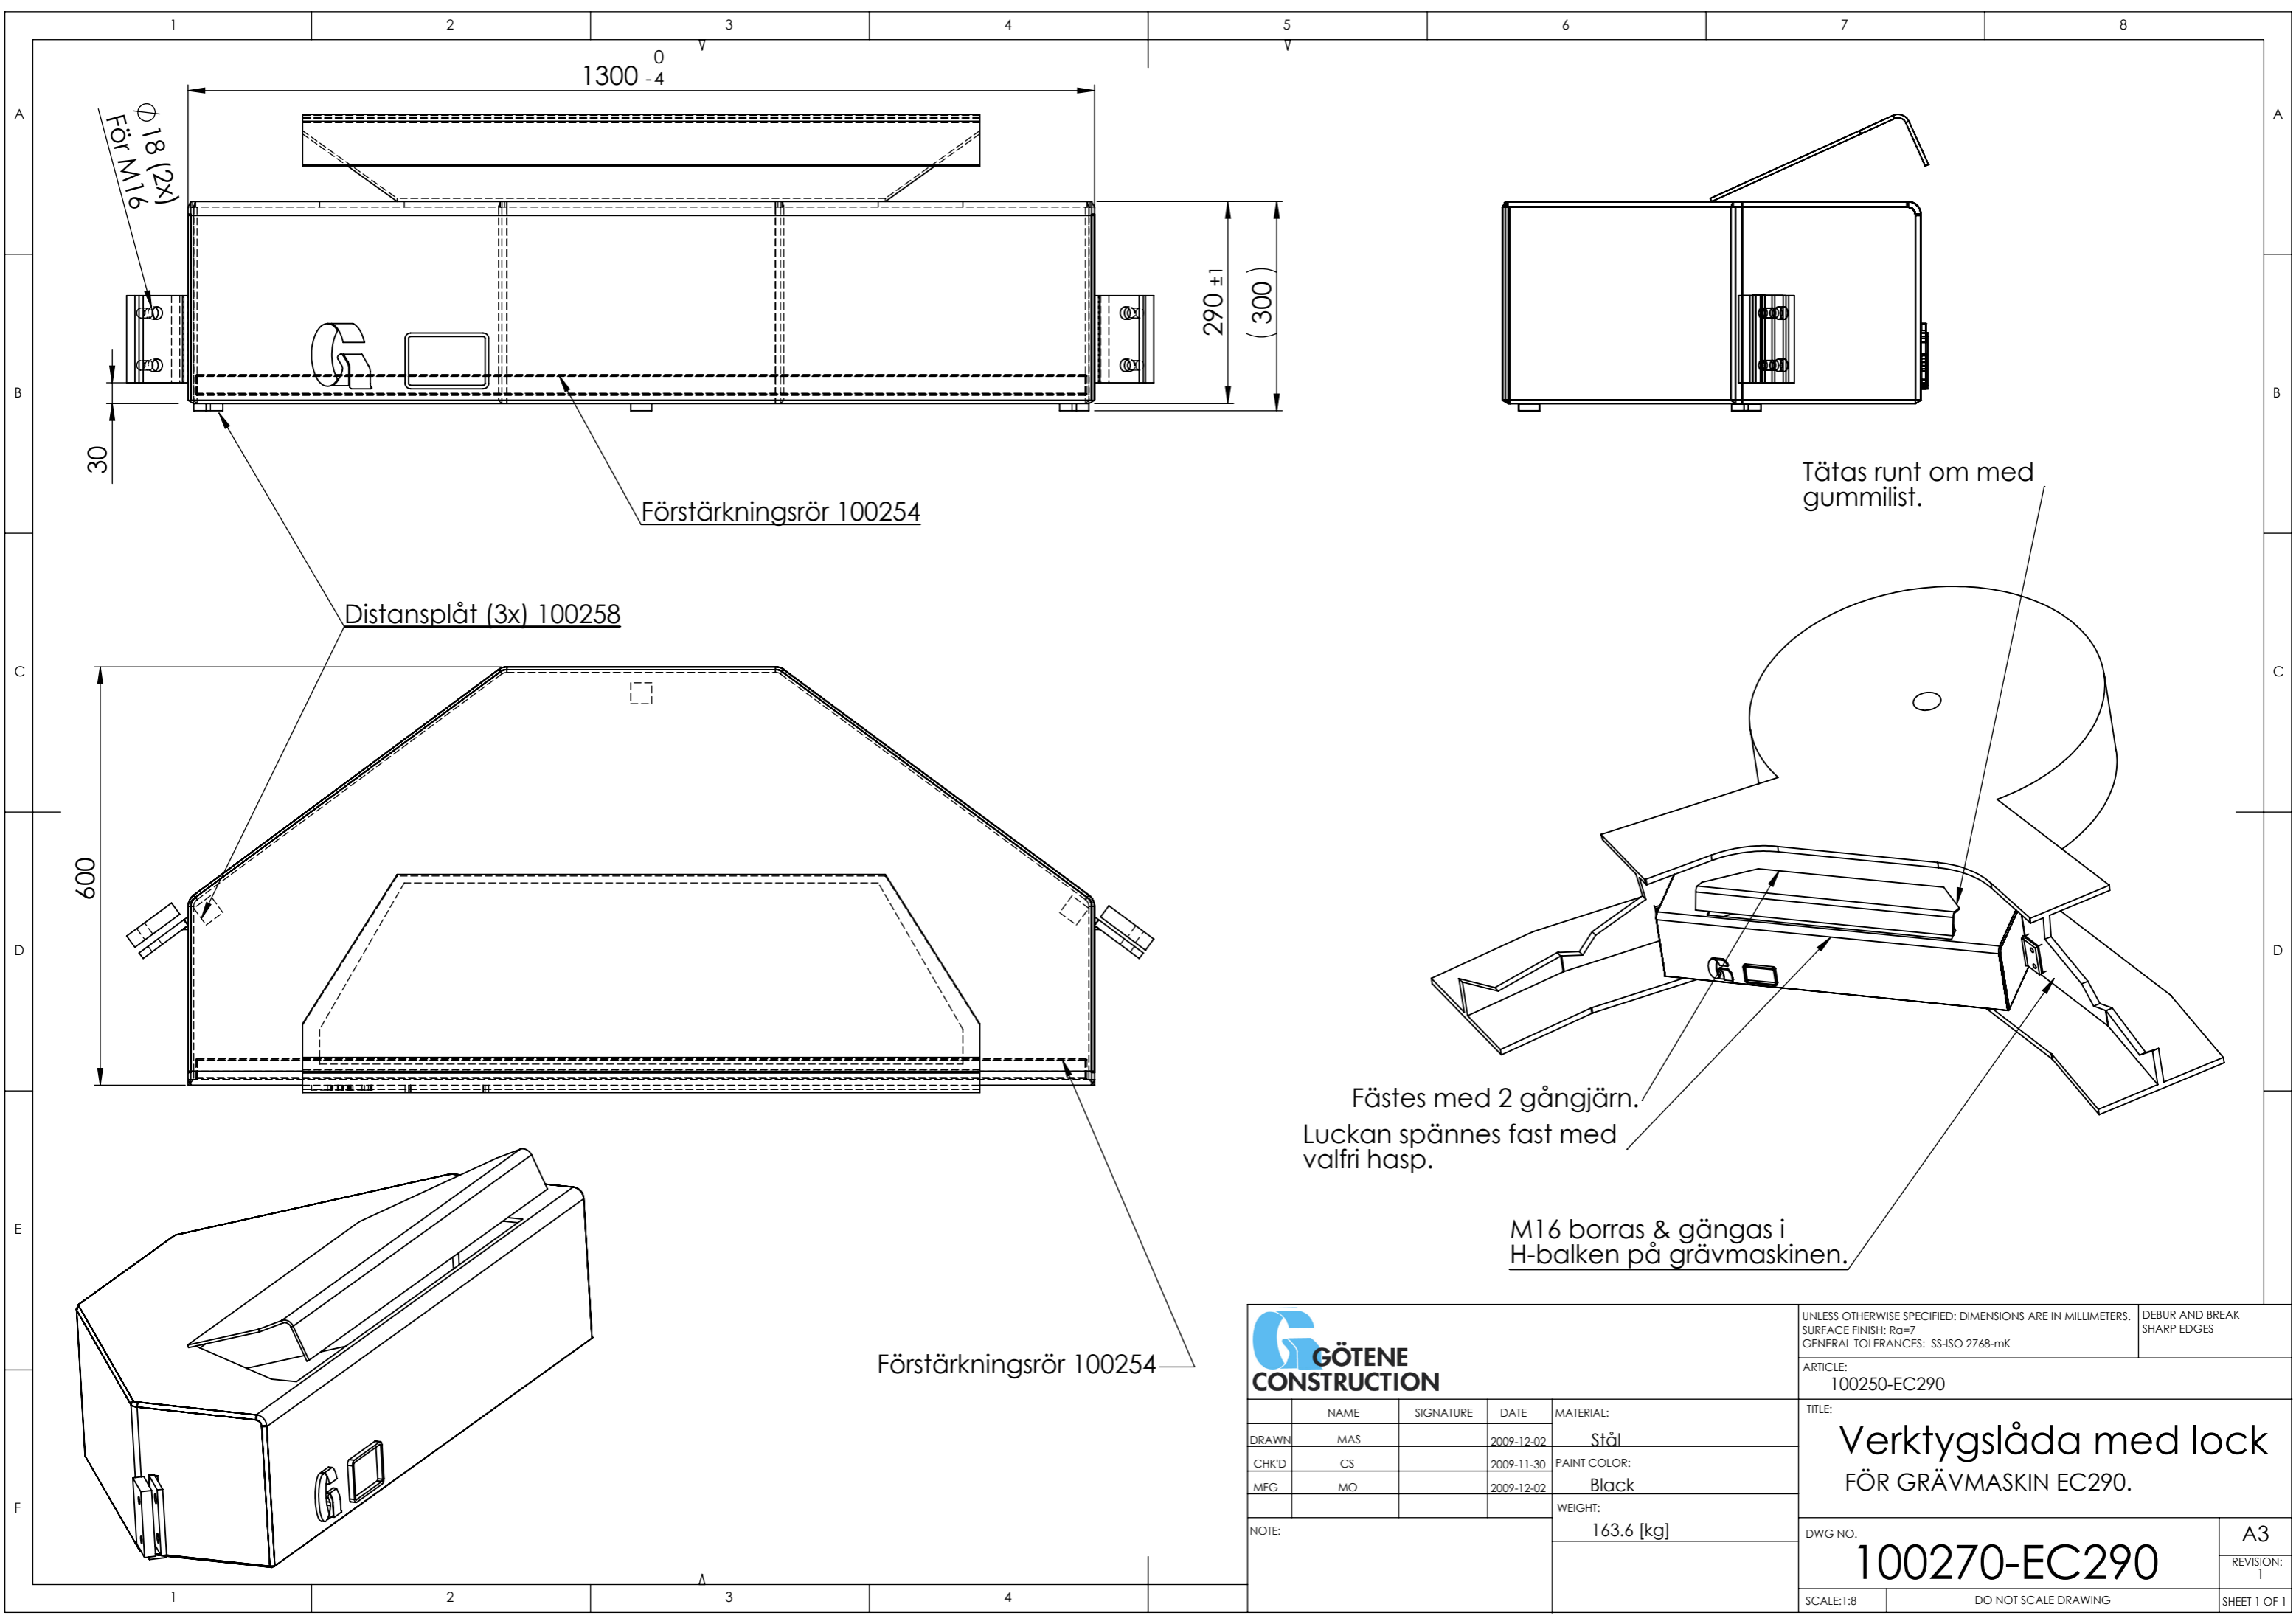 1 2 3 4 5 6 7 8
A A
B B
C C
D D
E
F
1300 0 -4
⌀ 18 (2x)
För M16
290 ±1
( 300 )
30
Förstärkningsrör 100254
Distansplåt (3x) 100258
Tätas runt om med
gummilist.
600
Fästes med 2 gångjärn.
Luckan spännes fast med
valfri hasp.
M16 borras & gängas i
H-balken på grävmaskinen.
Förstärkningsrör 100254
GÖTENE
CONSTRUCTION
UNLESS OTHERWISE SPECIFIED: DIMENSIONS ARE IN MILLIMETERS.
SURFACE FINISH: Ra=7
GENERAL TOLERANCES: SS-ISO 2768-mK
DEBUR AND BREAK
SHARP EDGES
ARTICLE:
100250-EC290
NAME SIGNATURE DATE
DRAWN MAS 2009-12-02
CHK'D CS 2009-11-30
MFG MO 2009-12-02
NOTE:
MATERIAL:
Stål
PAINT COLOR:
Black
WEIGHT:
163.6 [kg]
TITLE:
Verktygslåda med lock
FÖR GRÄVMASKIN EC290.
DWG NO.
100270-EC290
A3
REVISION:
1
SCALE:1:8
DO NOT SCALE DRAWING
SHEET 1 OF 1
1 2 3 4